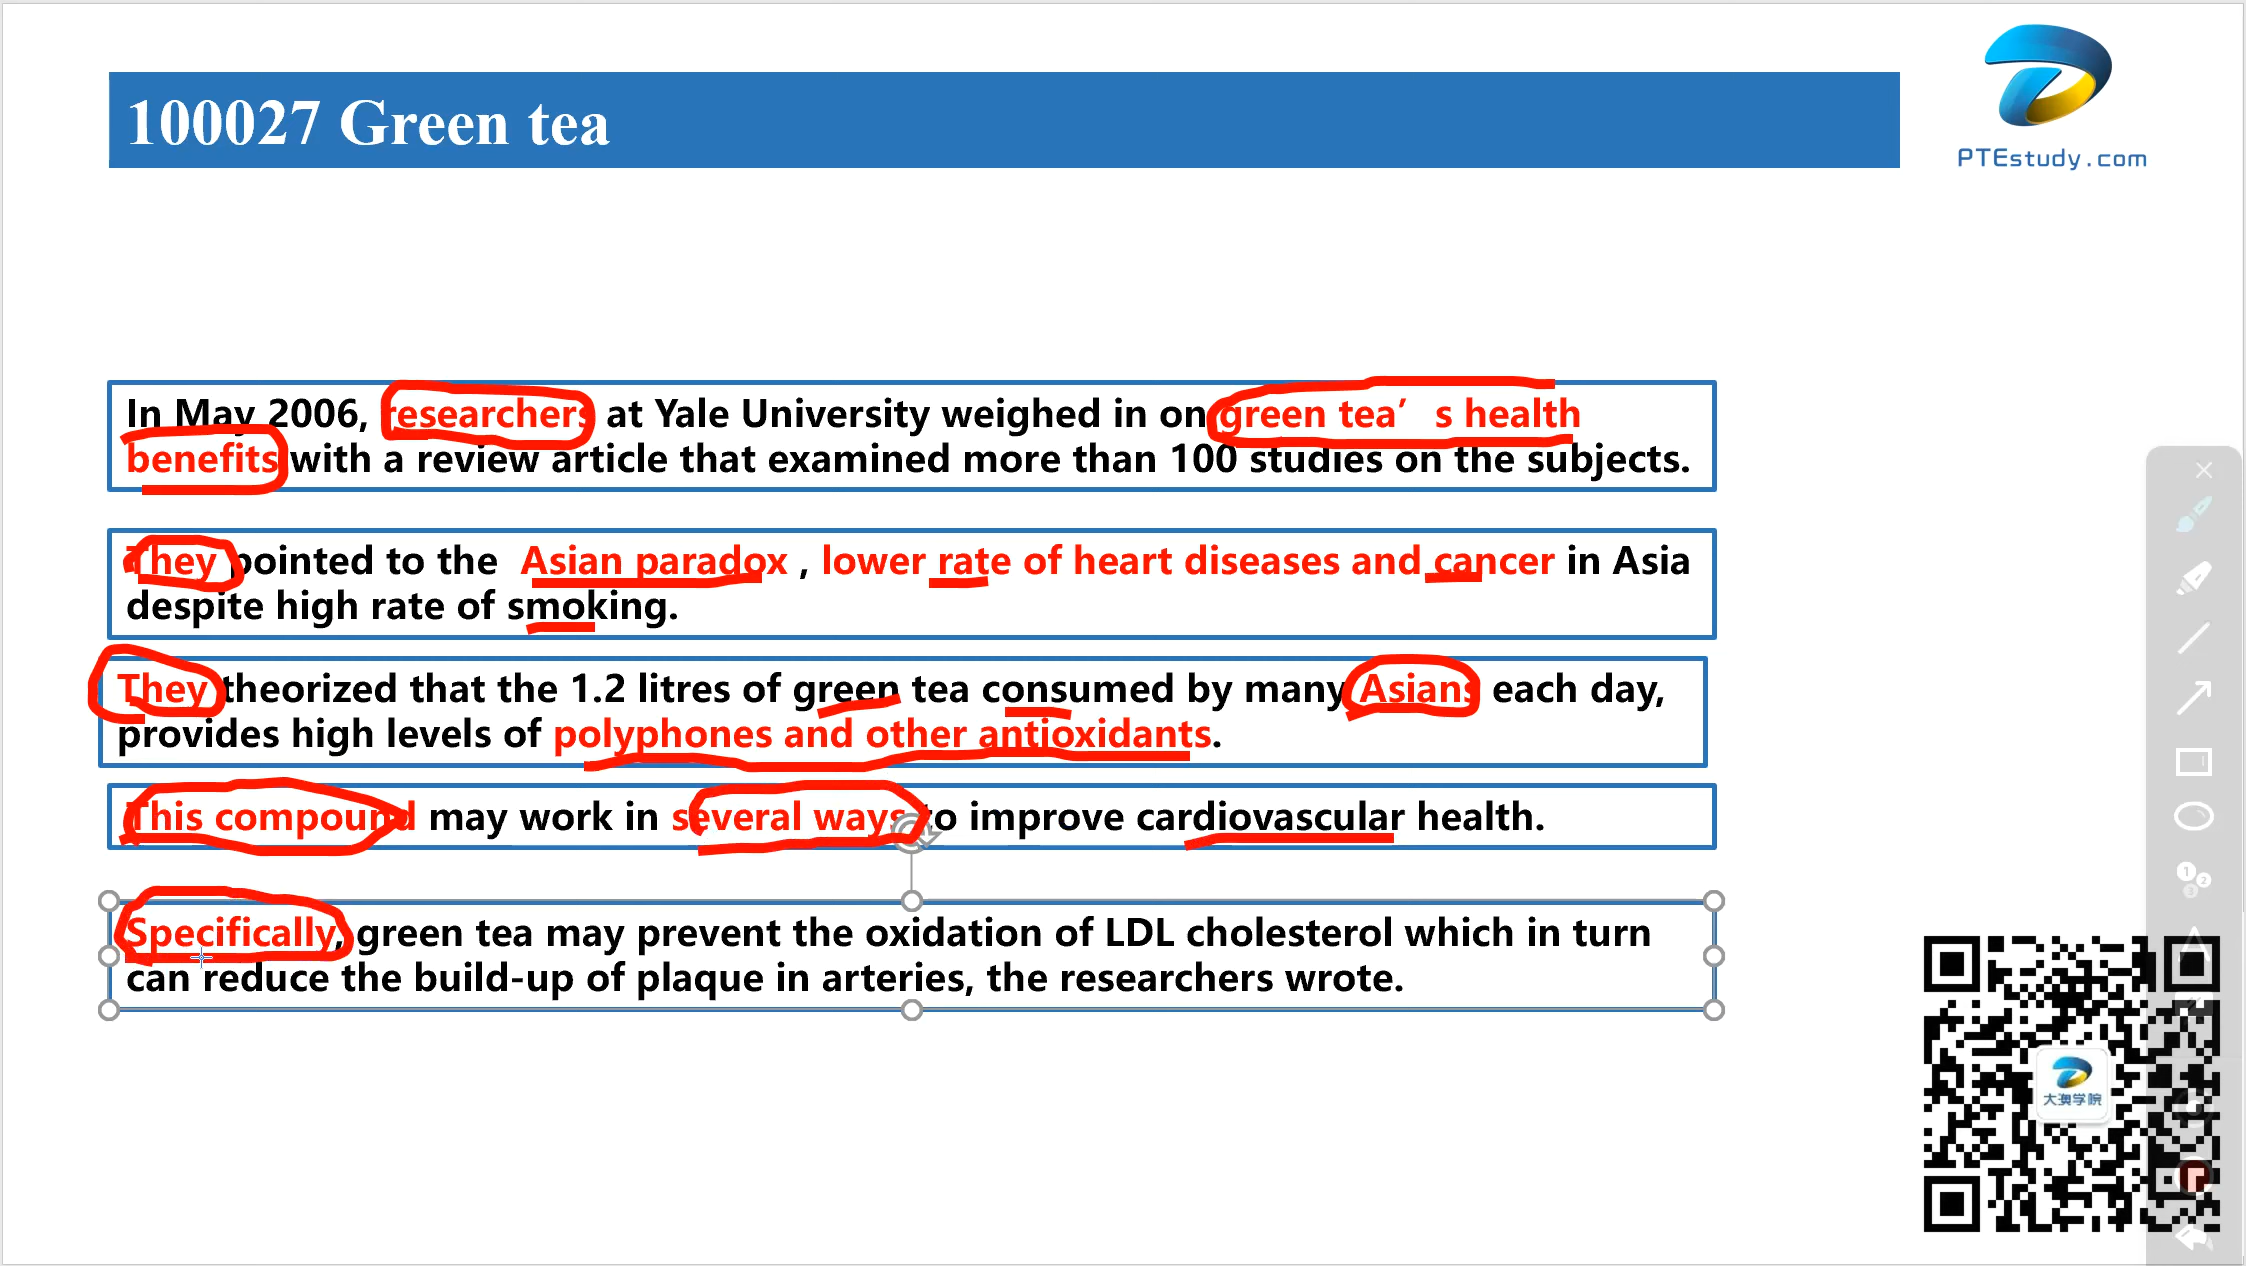 100027 Green tea
PTEstudy.com
In May 2006, researchers at Yale University weighed in on green tea’s health
benefits with a review article that examined more than 100 studies on the subjects.
They pointed to the Asian paradox , lower rate of heart diseases and cancer in Asia
despite high rate of smoking.
They theorized that the 1.2 litres of green tea consumed by many Asians each day,
provides high levels of polyphones and other antioxidants.
This compound may work in several ways to improve cardiovascular health.
Specifically, green tea may prevent the oxidation of LDL cholesterol which in turn
can reduce the build-up of plaque in arteries, the researchers wrote.
大澳学院